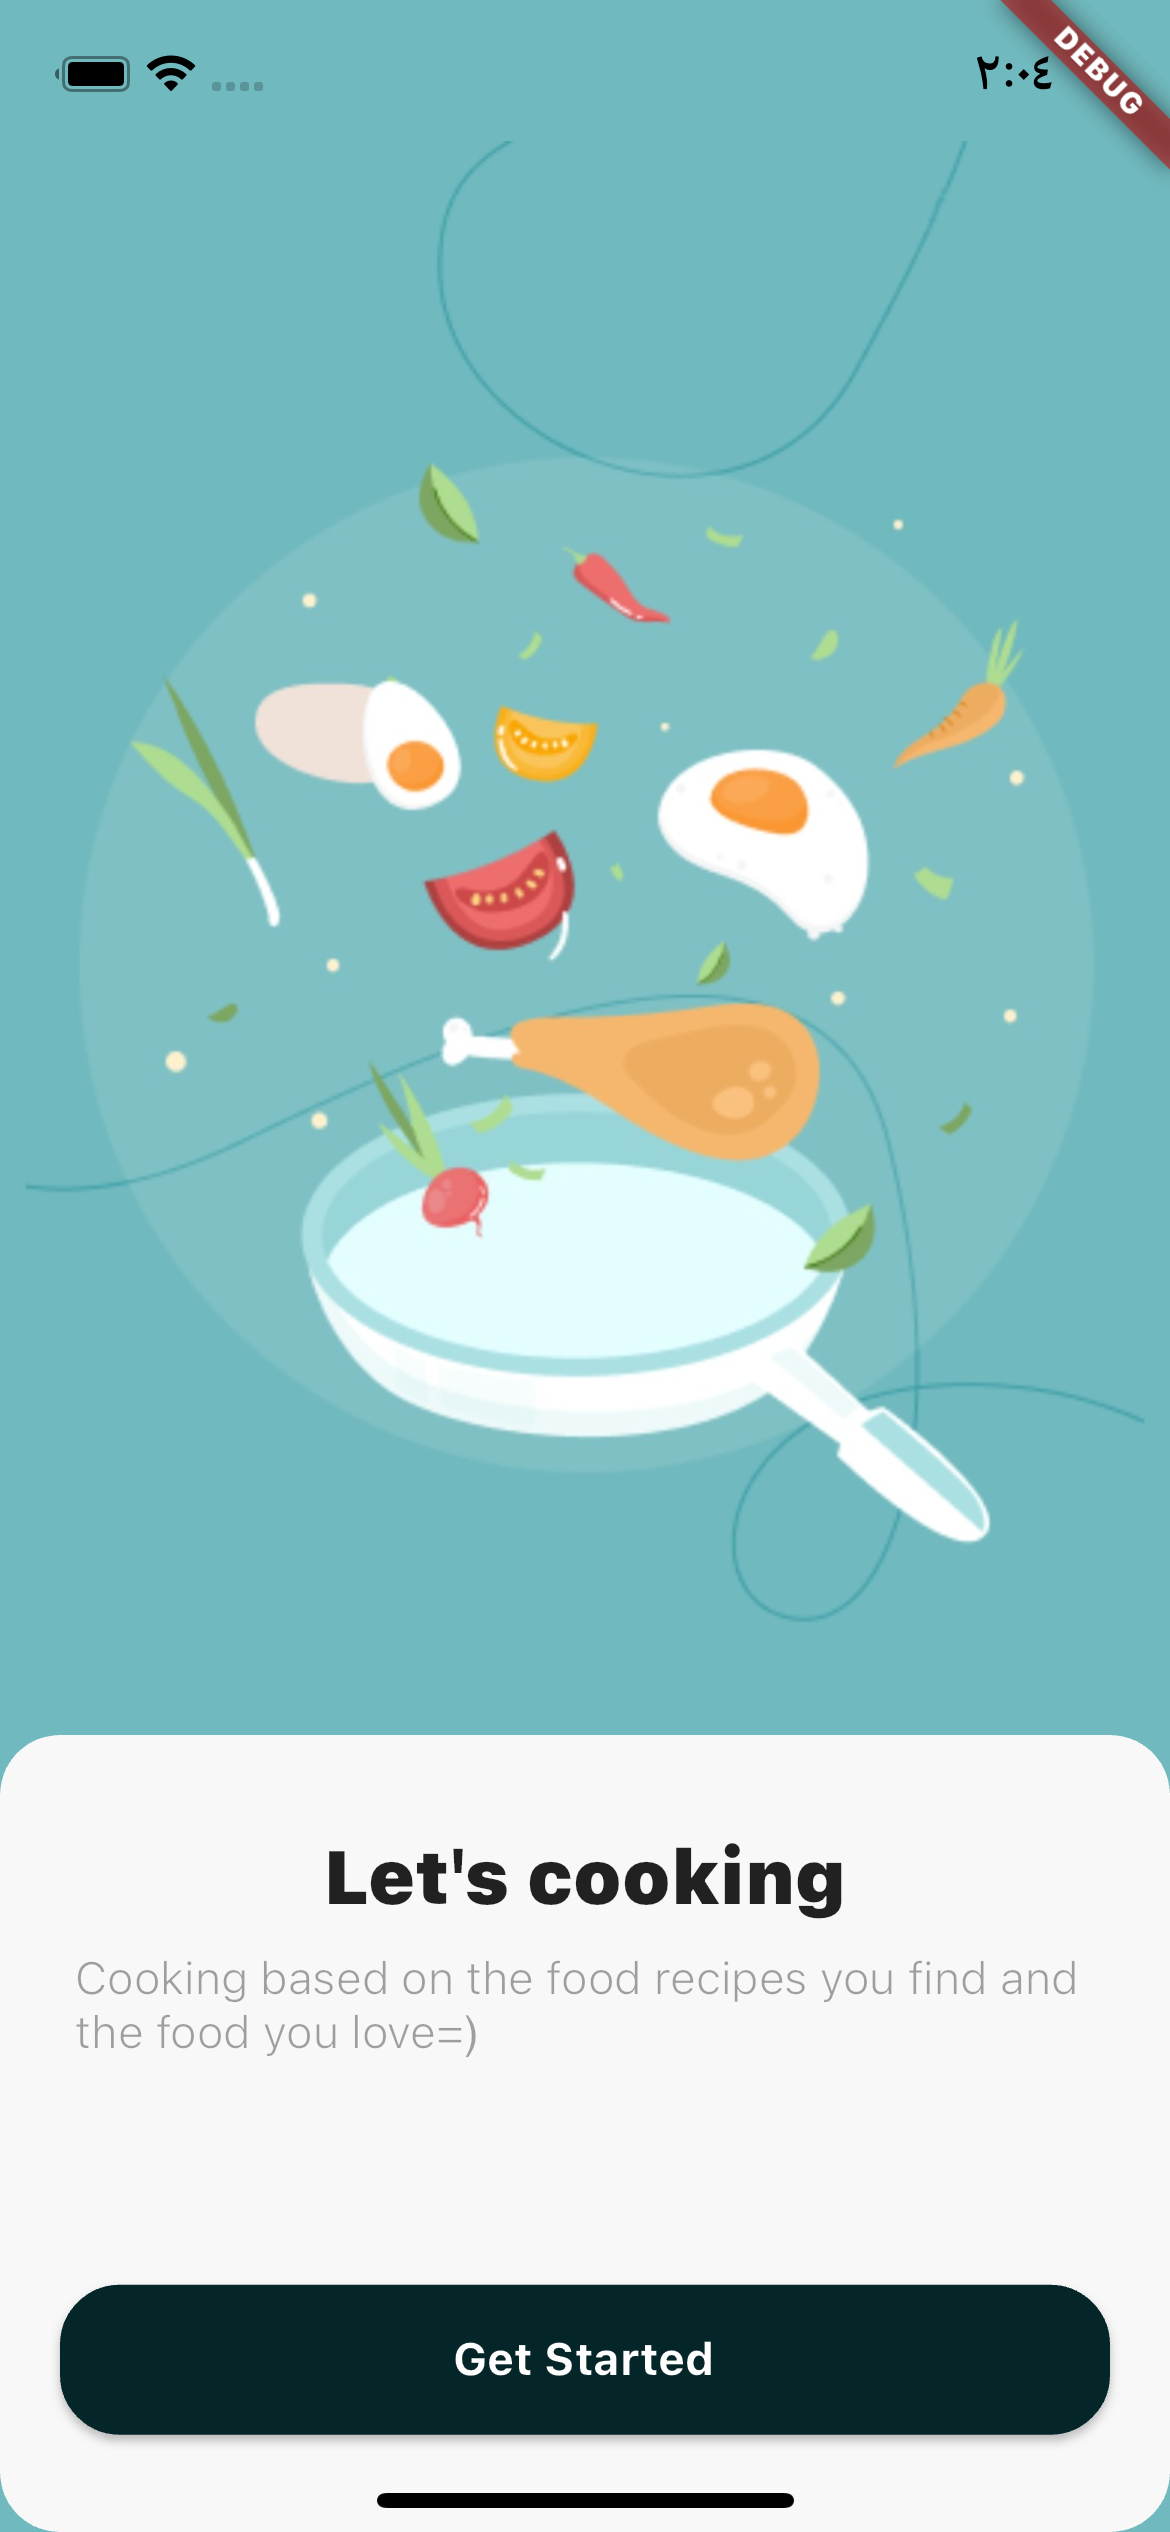 ٢:٠٤
DEBUG
Let's cooking
Cooking based on the food recipes you find and
the food you love=)
Get Started